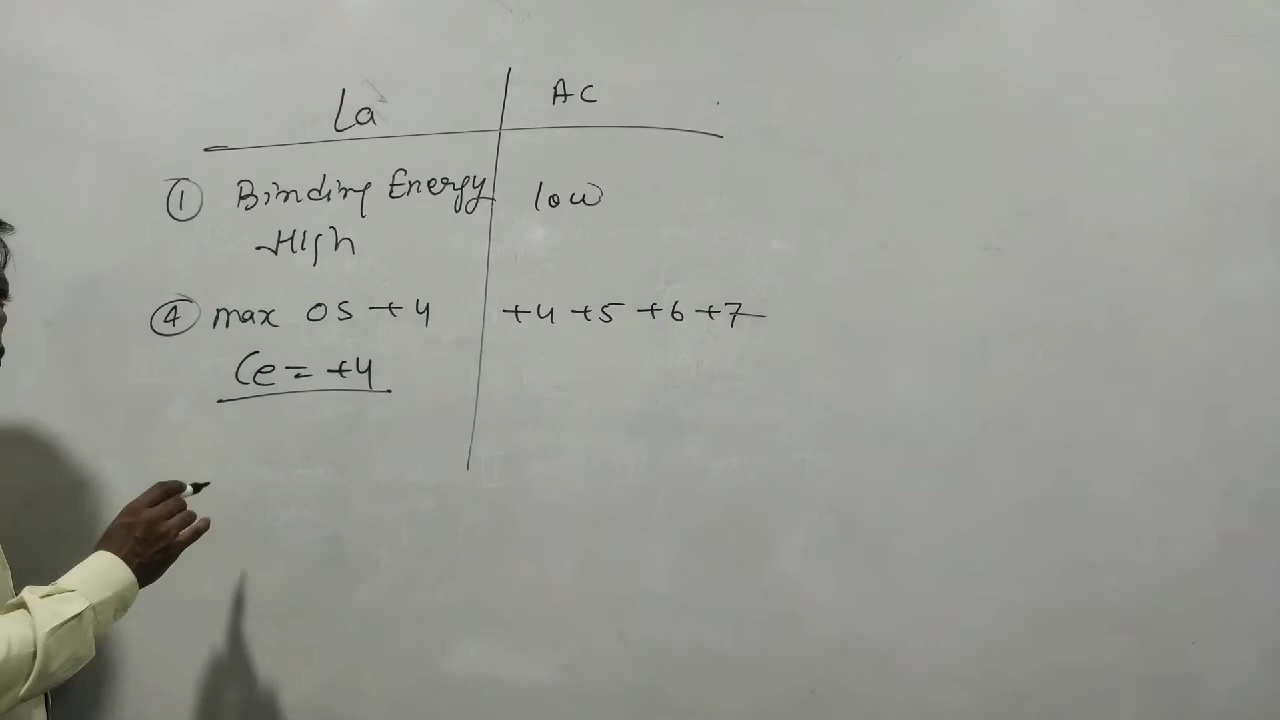 La AC
① Binding Energy low
High
④ max OS +4 +4 +5 +6 +7
Ce = +4